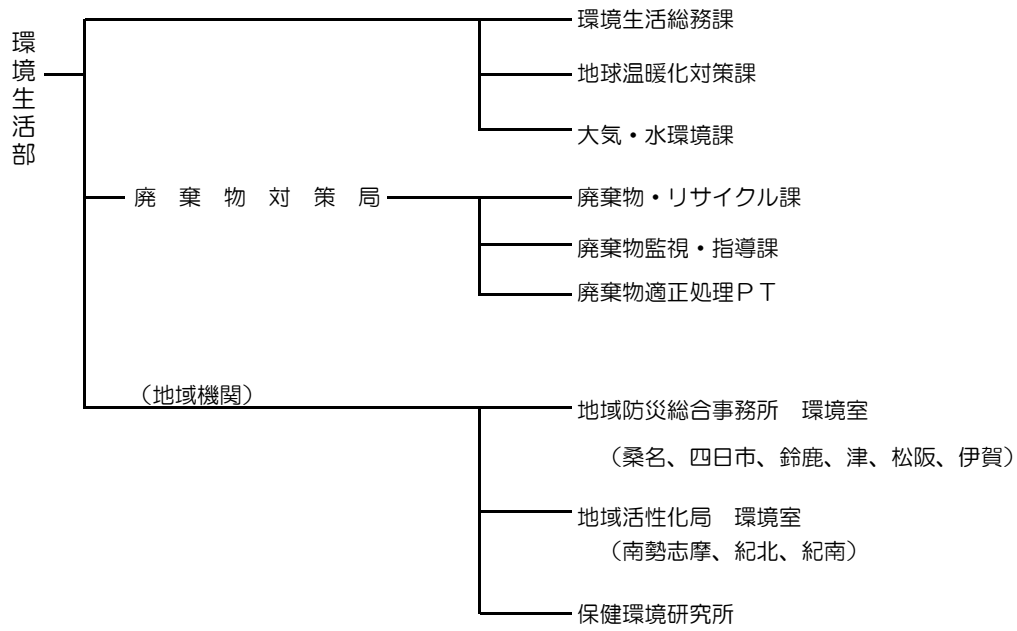 環境生活部
環境生活総務課
地球温暖化対策課
大気・水環境課
廃棄物対策局
廃棄物・リサイクル課
廃棄物監視・指導課
廃棄物適正処理ＰＴ
（地域機関）
地域防災総合事務所　環境室
（桑名、四日市、鈴鹿、津、松阪、伊賀）
地域活性化局　環境室
（南勢志摩、紀北、紀南）
保健環境研究所